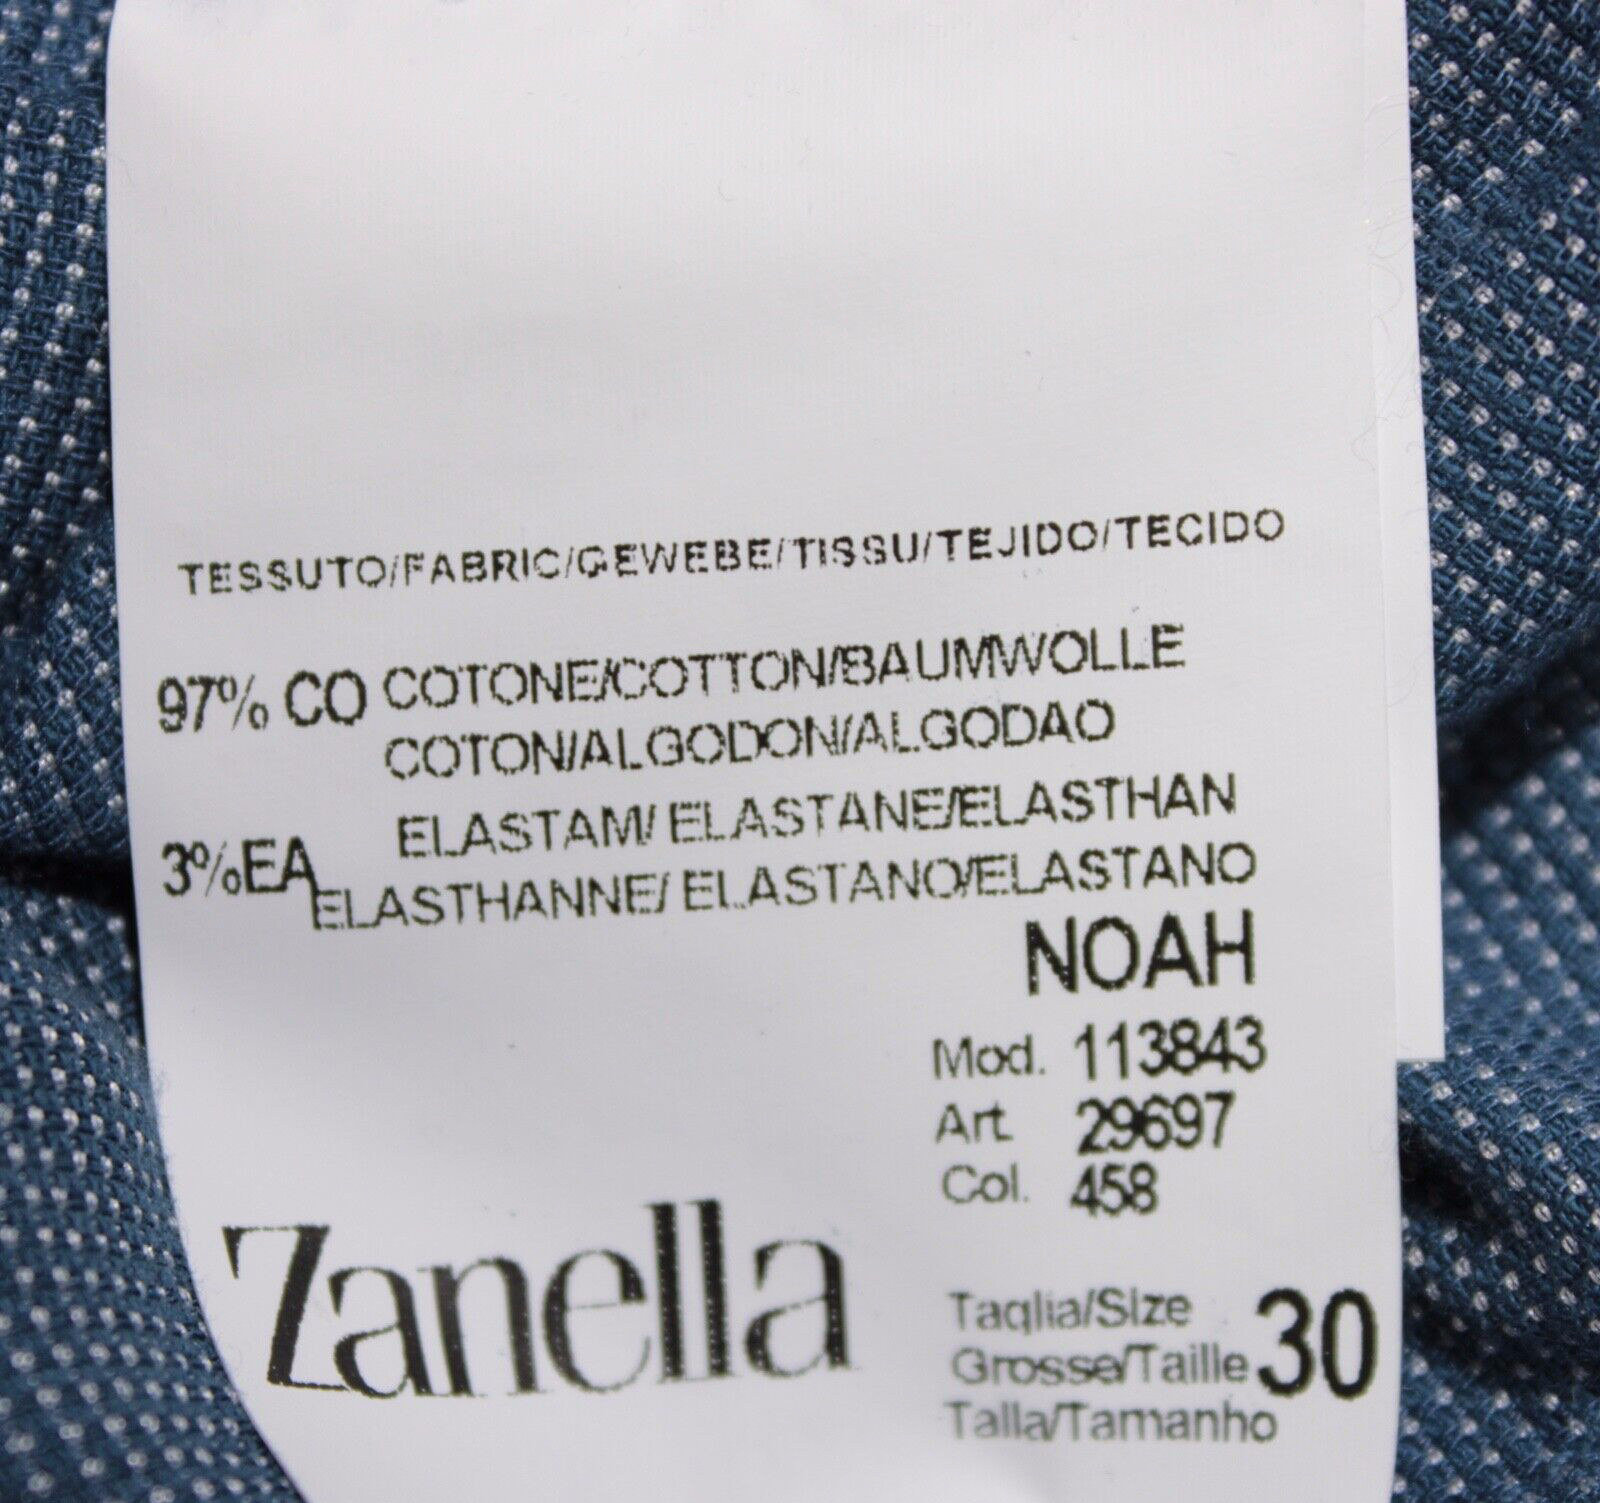 TESSUTO/FABRIC/GEWEBE/TISSU/TEJIDO/TECIDO
97% CO COTONE/COTTON/BAUMWOLLE
COTON/ALGODON/ALGODAO
3%EA ELASTAM/ ELASTANE/ELASTHAN
ELASTHANNE/ ELASTANO/ELASTANO
NOAH
Mod. 113843
Art. 29697
Col. 458
Zanella
Taglia/Size
Grosse/Taille 30
Talla/Tamanho